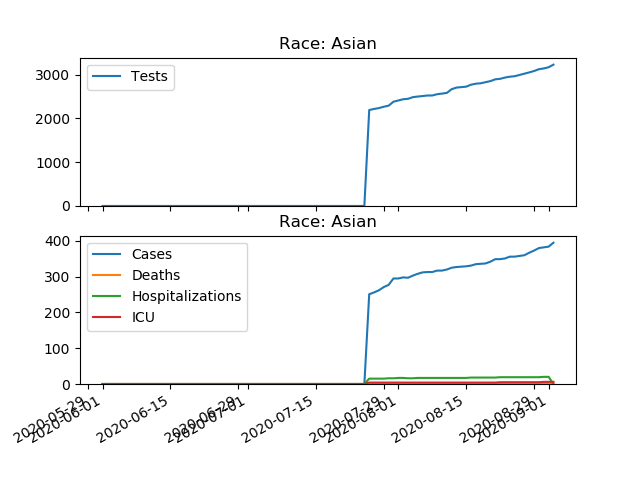 Race: Asian
3000
2000
1000
0
Tests
Race: Asian
400
300
200
100
0
Cases
Deaths
Hospitalizations
ICU
2020-05-29
2020-06-01
2020-06-15
2020-06-29
2020-07-01
2020-07-15
2020-07-29
2020-08-01
2020-08-15
2020-08-29
2020-09-01